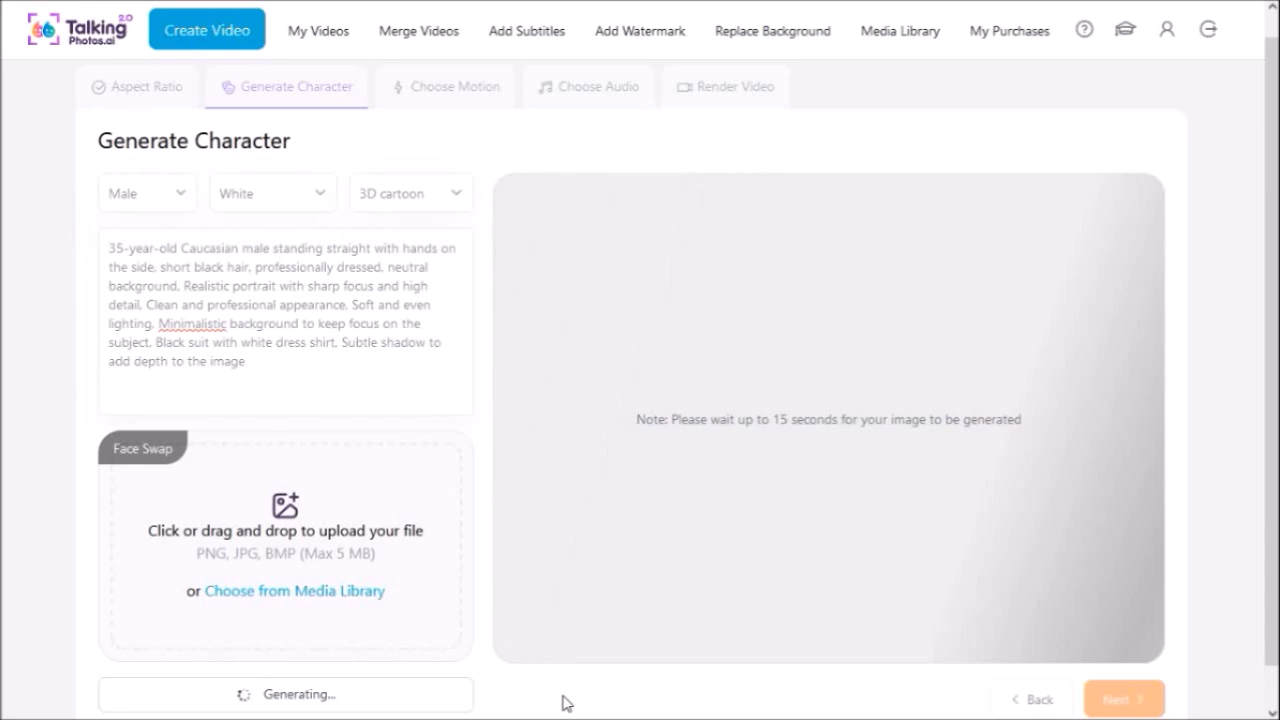 Talking 2.0
Photos.ai
Create Video
My Videos
Merge Videos
Add Subtitles
Add Watermark
Replace Background
Media Library
My Purchases
Aspect Ratio
Generate Character
Choose Motion
Choose Audio
Render Video
Generate Character
Male
White
3D cartoon
35-year-old Caucasian male standing straight with hands on
the side, short black hair, professionally dressed, neutral
background, Realistic portrait with sharp focus and high
detail, Clean and professional appearance, Soft and even
lighting, Minimalistic background to keep focus on the
subject, Black suit with white dress shirt, Subtle shadow to
add depth to the image
Note: Please wait up to 15 seconds for your image to be generated
Face Swap
Click or drag and drop to upload your file
PNG, JPG, BMP (Max 5 MB)
or Choose from Media Library
Generating...
Back
Next